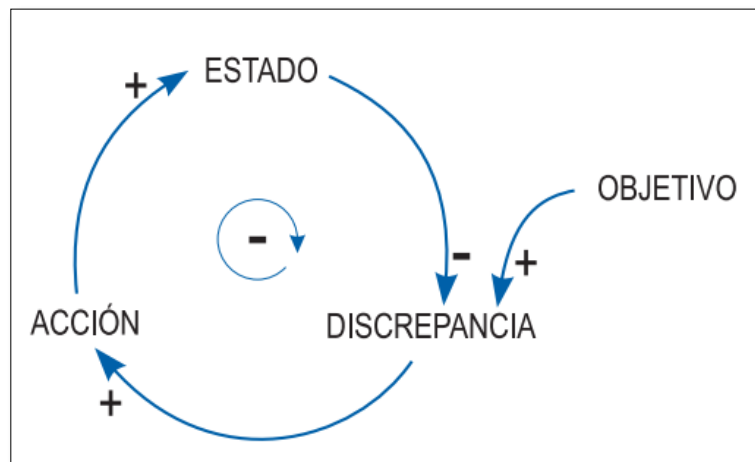 ESTADO
+
OBJETIVO
-
-
+
ACCIÓN
DISCREPANCIA
+